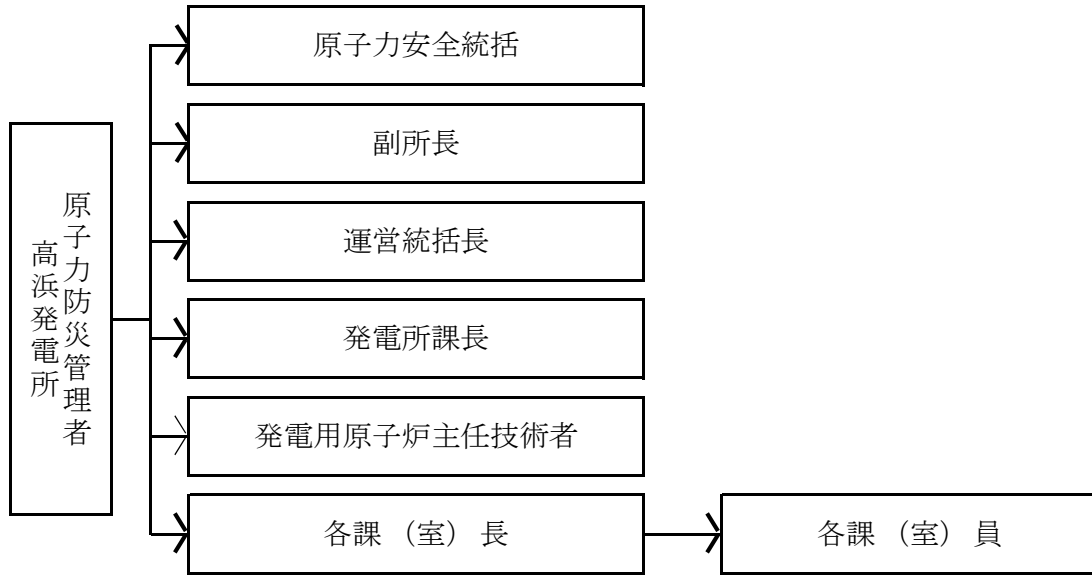 高浜発電所
原子力防災管理者
原子力安全統括
副所長
運営統括長
発電所課長
発電用原子炉主任技術者
各課（室）長
各課（室）員